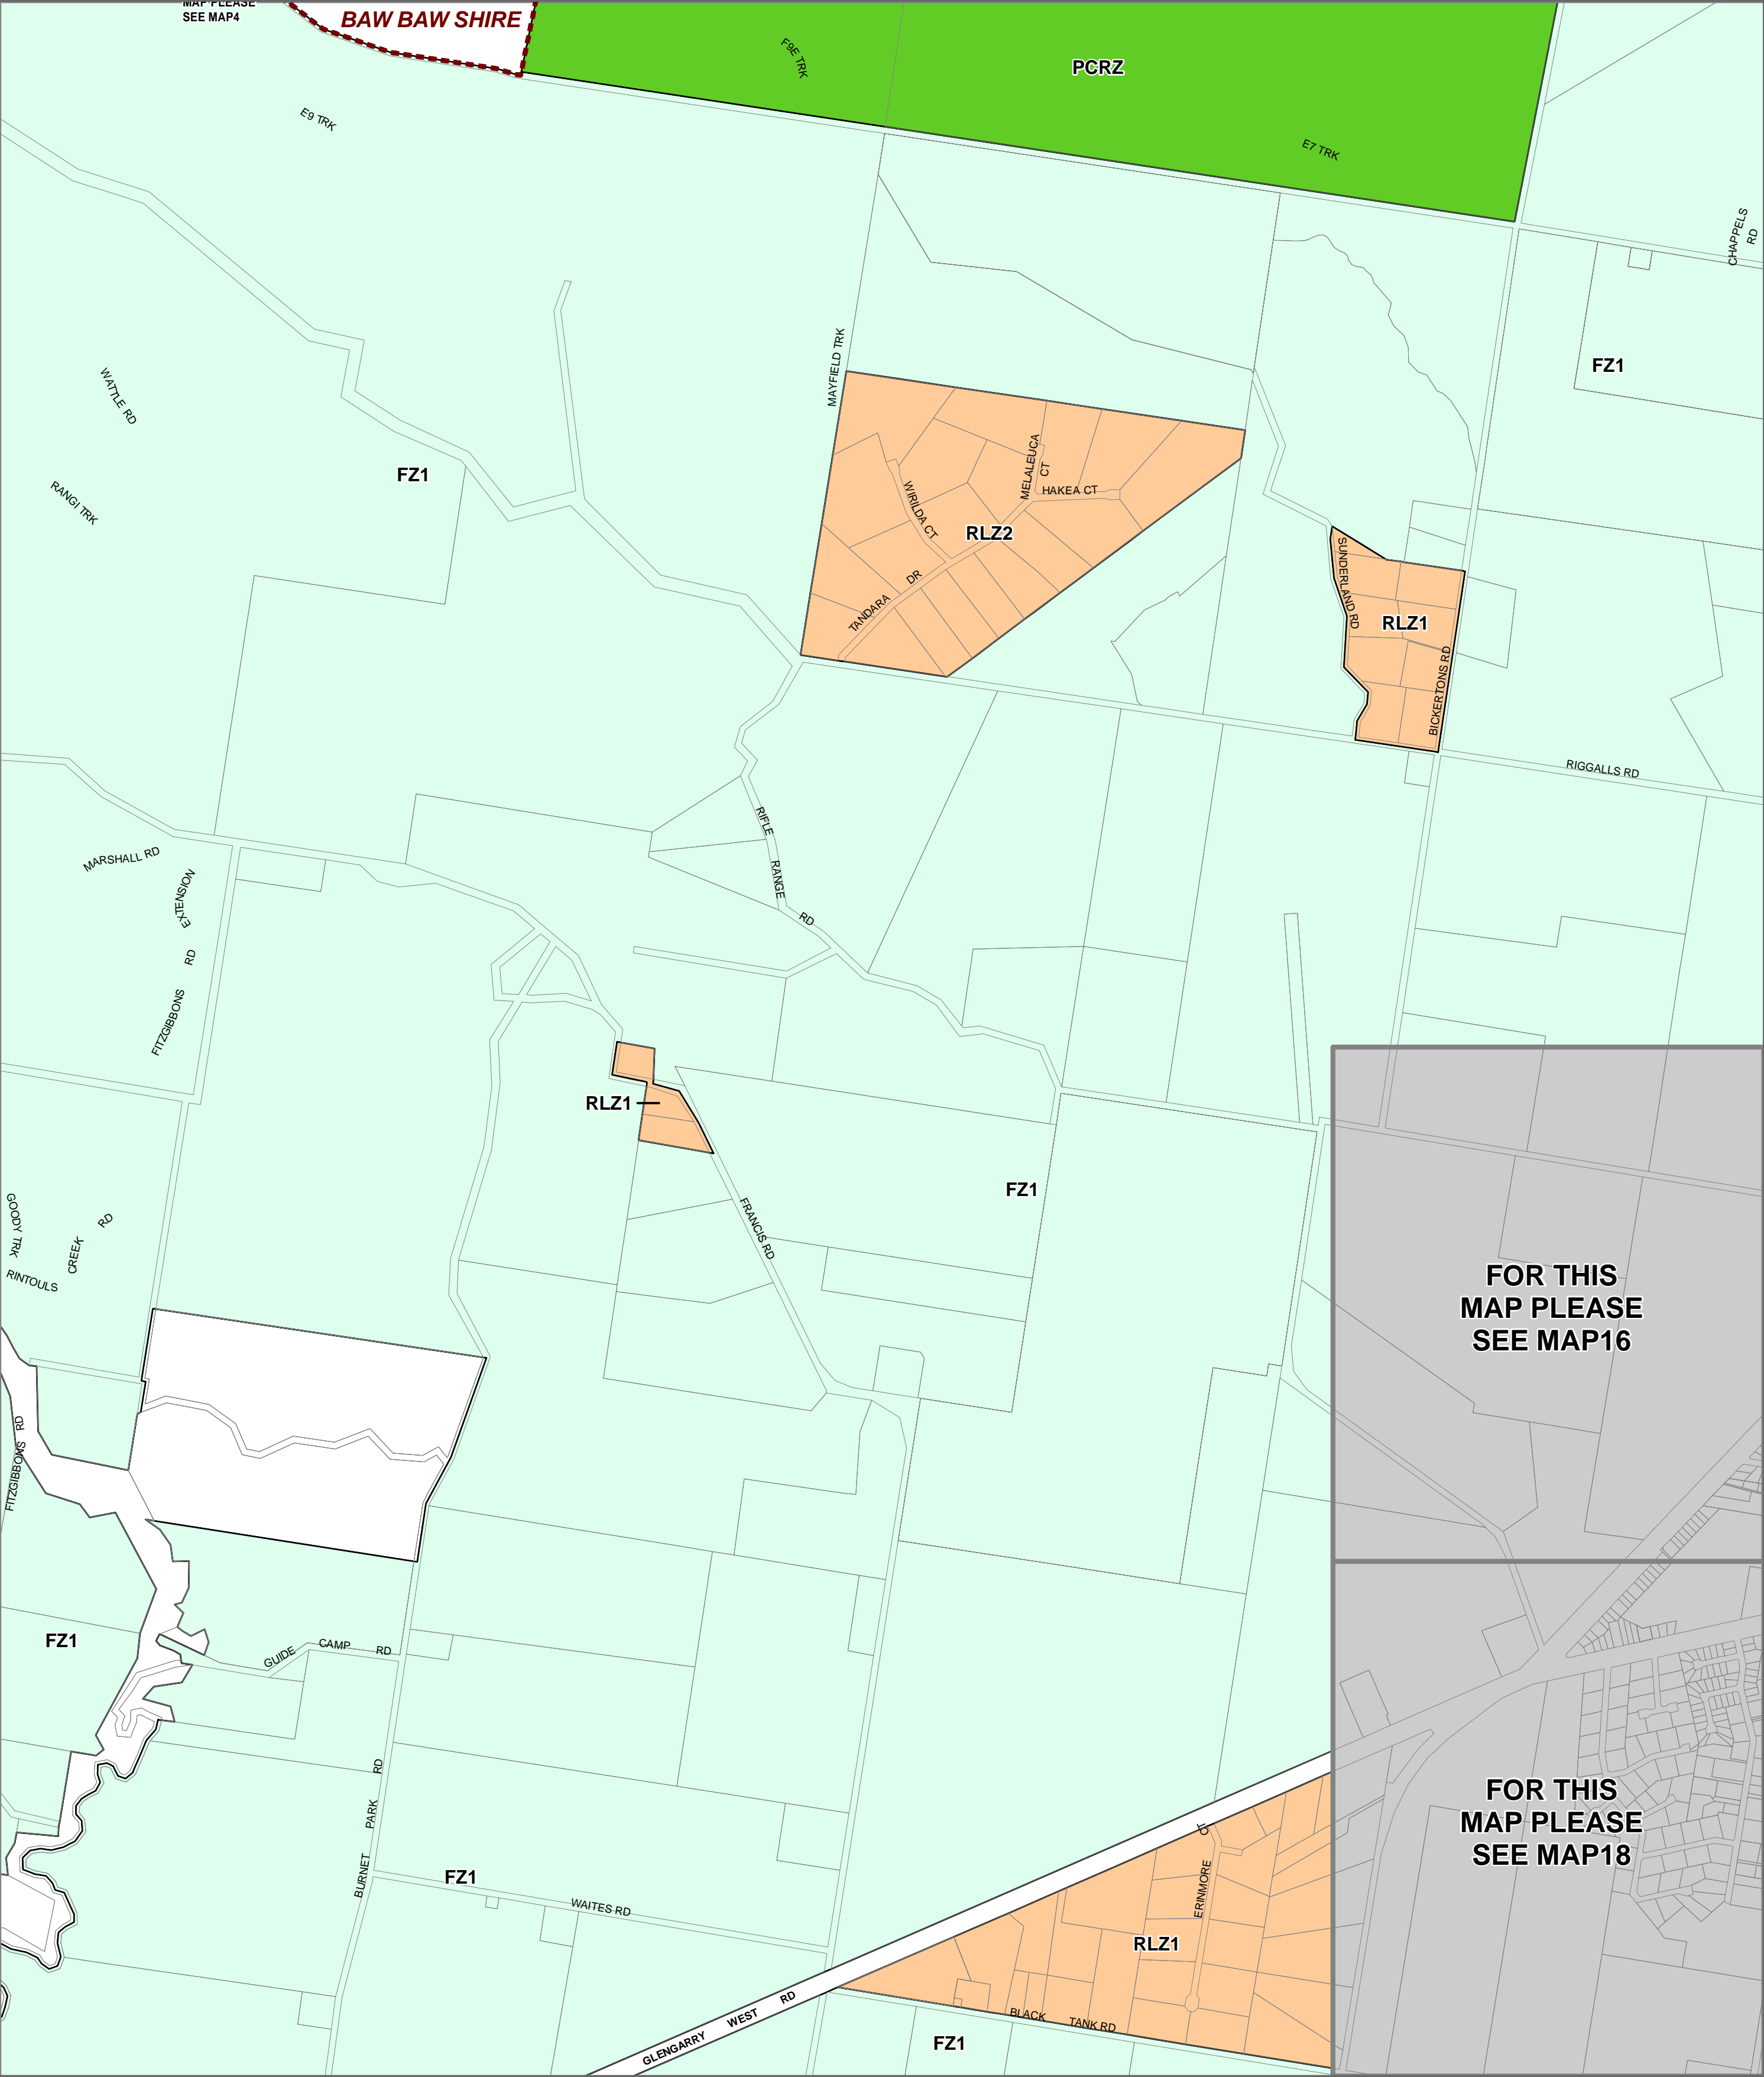 MAP PLEASE
SEE MAP4
BAW BAW SHIRE
F9E TRK
PCRZ
E9 TRK
E7 TRK
CHAPPELS
RD
MAYFIELD TRK
FZ1
WATTLE RD
FZ1
RANGI TRK
MELALEUCA
CT
HAKEA CT
WIRILDA CT
RLZ2
TANDARA DR
SUNDERLAND RD
RLZ1
BICKERTONS RD
RIGGALLS RD
RIFLE RANGE RD
MARSHALL RD
FITZGIBBONS RD
EXTENSION
RLZ1
FZ1
FRANCIS RD
GOODY TRK
RINTOULS CREEK RD
FOR THIS
MAP PLEASE
SEE MAP16
FITZGIBBONS RD
FZ1
GUIDE CAMP RD
BURNET PARK RD
FOR THIS
MAP PLEASE
SEE MAP18
FZ1
WAITES RD
ERINMORE CT
RLZ1
GLENGARRY WEST RD
BLACK TANK RD
FZ1